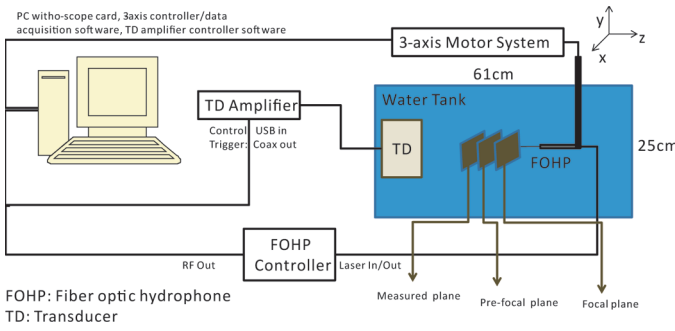 PC witho-scope card, 3axis controller/data
acquisition software, TD amplifier controller software
3-axis Motor System
y
z
x
61cm
TD Amplifier
Water Tank
Control: USB in
Trigger: Coax out
TD
FOHP
25cm
FOHP
Controller
RF Out
Laser In/Out
Measured plane
Pre-focal plane
Focal plane
FOHP: Fiber optic hydrophone
TD: Transducer